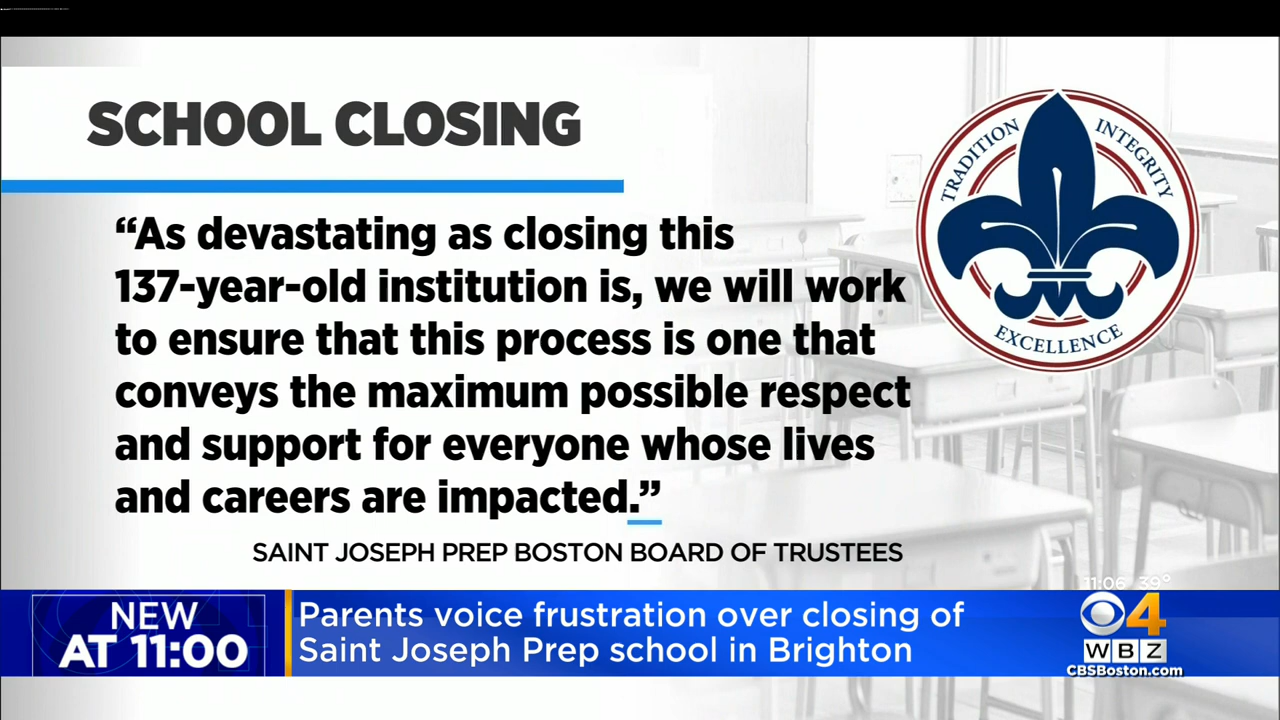 SCHOOL CLOSING
TRADITION
INTEGRITY
EXCELLENCE
“As devastating as closing this
137-year-old institution is, we will work
to ensure that this process is one that
conveys the maximum possible respect
and support for everyone whose lives
and careers are impacted.”
SAINT JOSEPH PREP BOSTON BOARD OF TRUSTEES
11:06 39°
NEW
AT 11:00
Parents voice frustration over closing of
Saint Joseph Prep school in Brighton
4
WBZ
CBSBoston.com